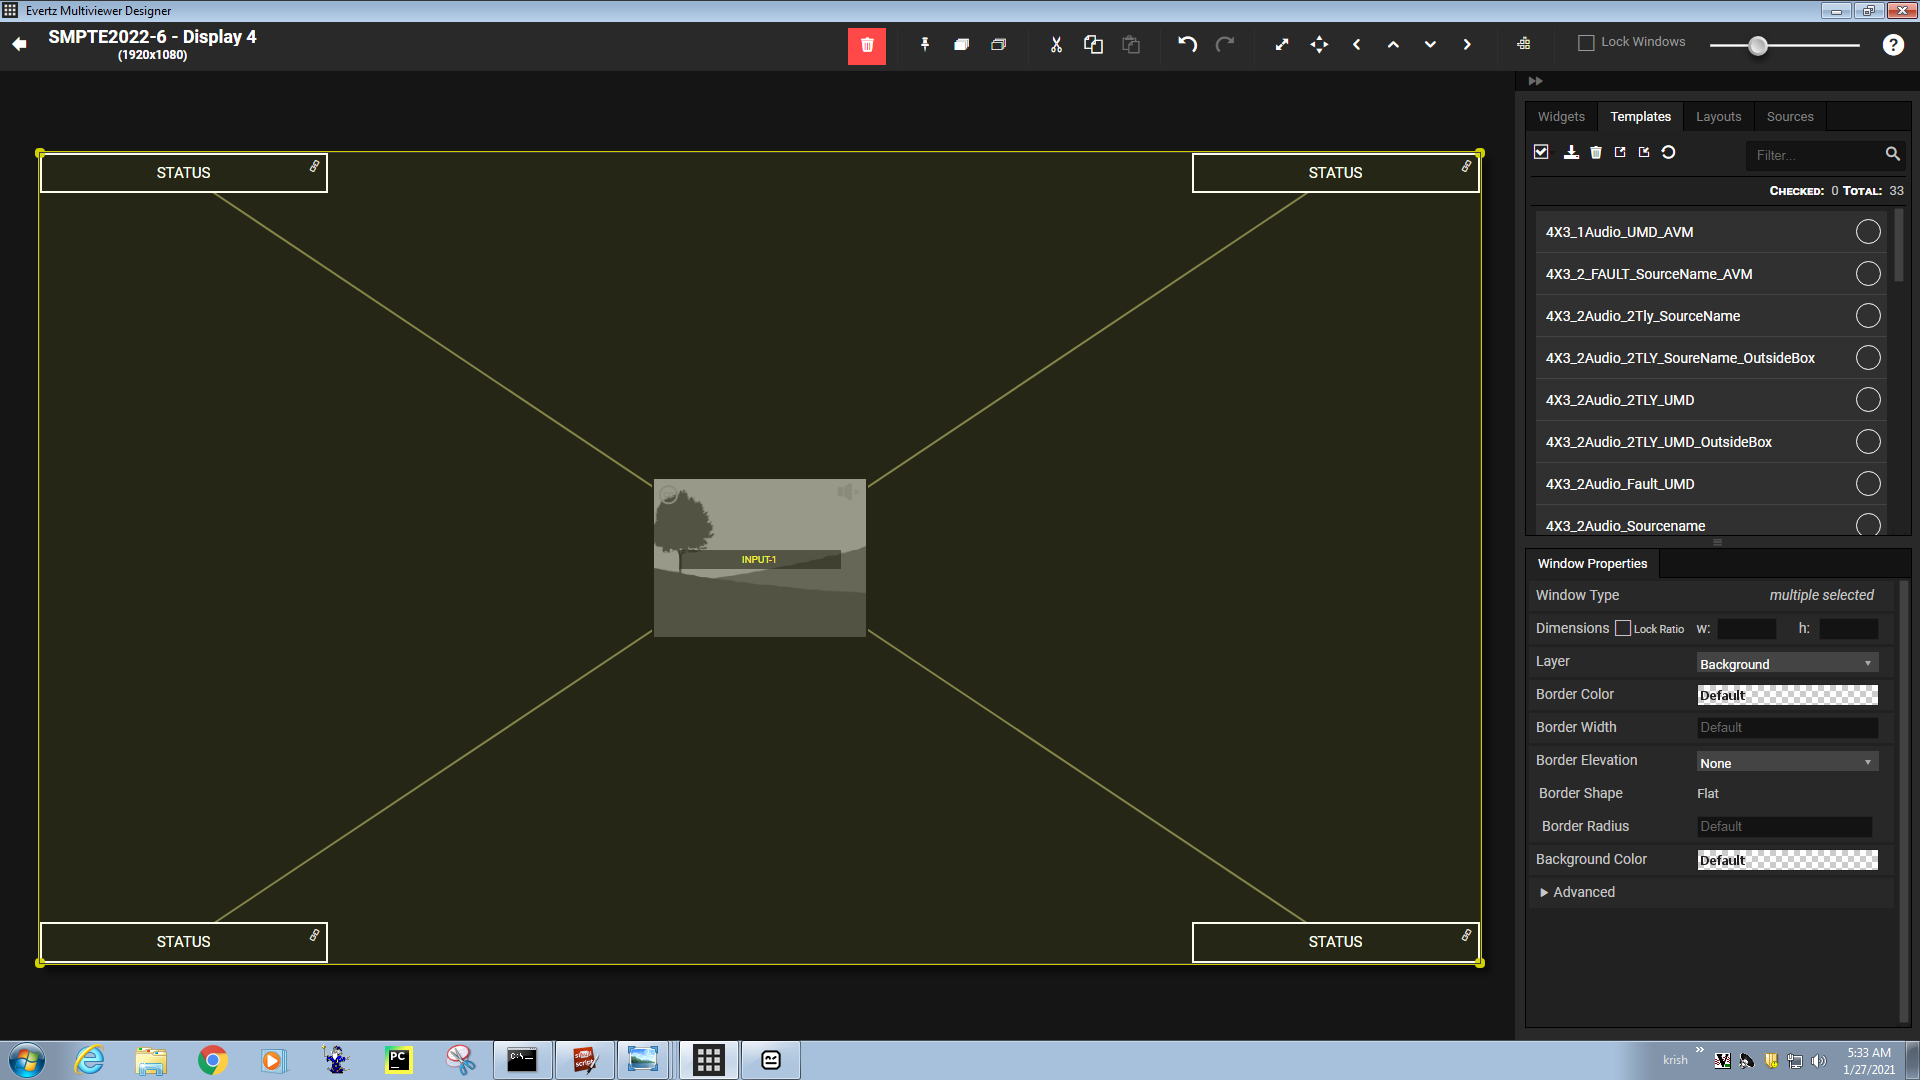 Evertz Multiviewer Designer
SMPTE2022-6 - Display 4
(1920x1080)
Lock Windows
?
Widgets
Templates
Layouts
Sources
Filter...
CHECKED: 0 TOTAL: 33
4X3_1Audio_UMD_AVM
4X3_2_FAULT_SourceName_AVM
4X3_2Audio_2Tly_SourceName
4X3_2Audio_2TLY_SoureName_OutsideBox
4X3_2Audio_2TLY_UMD
4X3_2Audio_2TLY_UMD_OutsideBox
4X3_2Audio_Fault_UMD
4X3_2Audio_Sourcename
STATUS
STATUS
INPUT-1
STATUS
STATUS
Window Properties
Window Type multiple selected
Dimensions Lock Ratio w: h:
Layer Background
Border Color Default
Border Width Default
Border Elevation None
Border Shape Flat
Border Radius Default
Background Color Default
Advanced
PC
C:\
script
krish
5:33 AM
1/27/2021